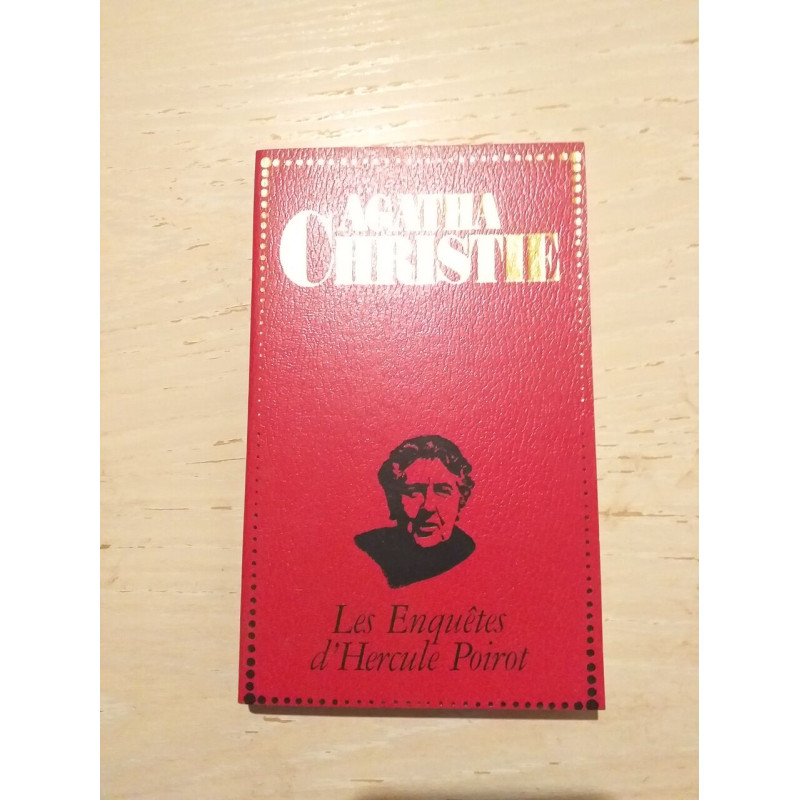 AGATHA
CHRISTIE
Les Enquêtes
d'Hercule Poirot